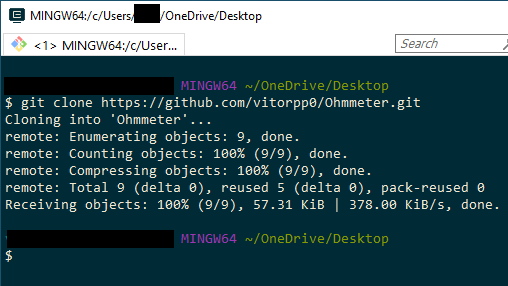 MINGW64:/c/Users/ /OneDrive/Desktop
<1> MINGW64:/c/User...
Search
MINGW64 ~/OneDrive/Desktop
$ git clone https://github.com/vitorpp0/Ohmmeter.git
Cloning into 'Ohmmeter'...
remote: Enumerating objects: 9, done.
remote: Counting objects: 100% (9/9), done.
remote: Compressing objects: 100% (9/9), done.
remote: Total 9 (delta 0), reused 5 (delta 0), pack-reused 0
Receiving objects: 100% (9/9), 57.31 KiB | 378.00 KiB/s, done.
MINGW64 ~/OneDrive/Desktop
$